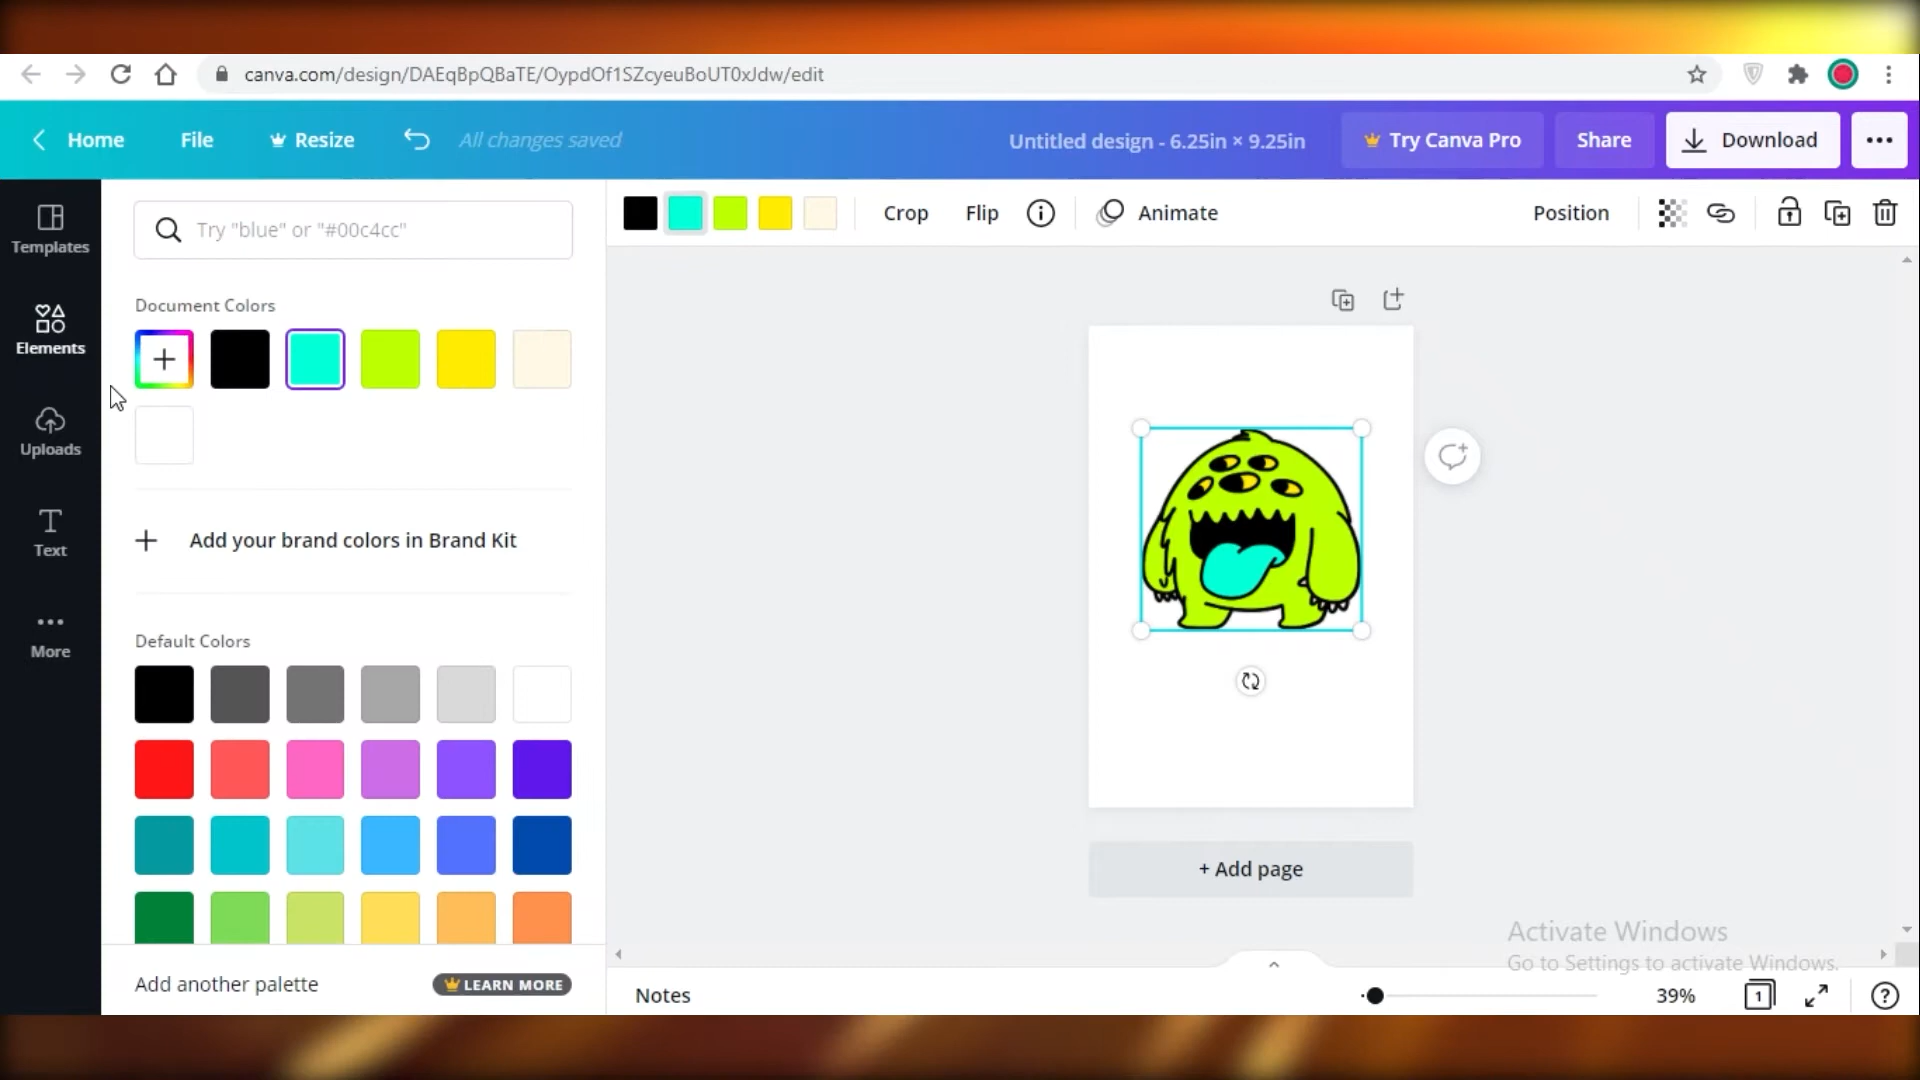 canva.com/design/DAEqBpQBaTE/OypdOf1SZcyeuBoUT0xJdw/edit
Home
File
Resize
All changes saved
Untitled design - 6.25in × 9.25in
Try Canva Pro
Share
Download
Templates
Elements
Uploads
Text
More
Try "blue" or "#00c4cc"
Document Colors
Add your brand colors in Brand Kit
Default Colors
Add another palette
LEARN MORE
Crop
Flip
Animate
Position
+ Add page
Activate Windows
Go to Settings to activate Windows.
Notes
39%
1